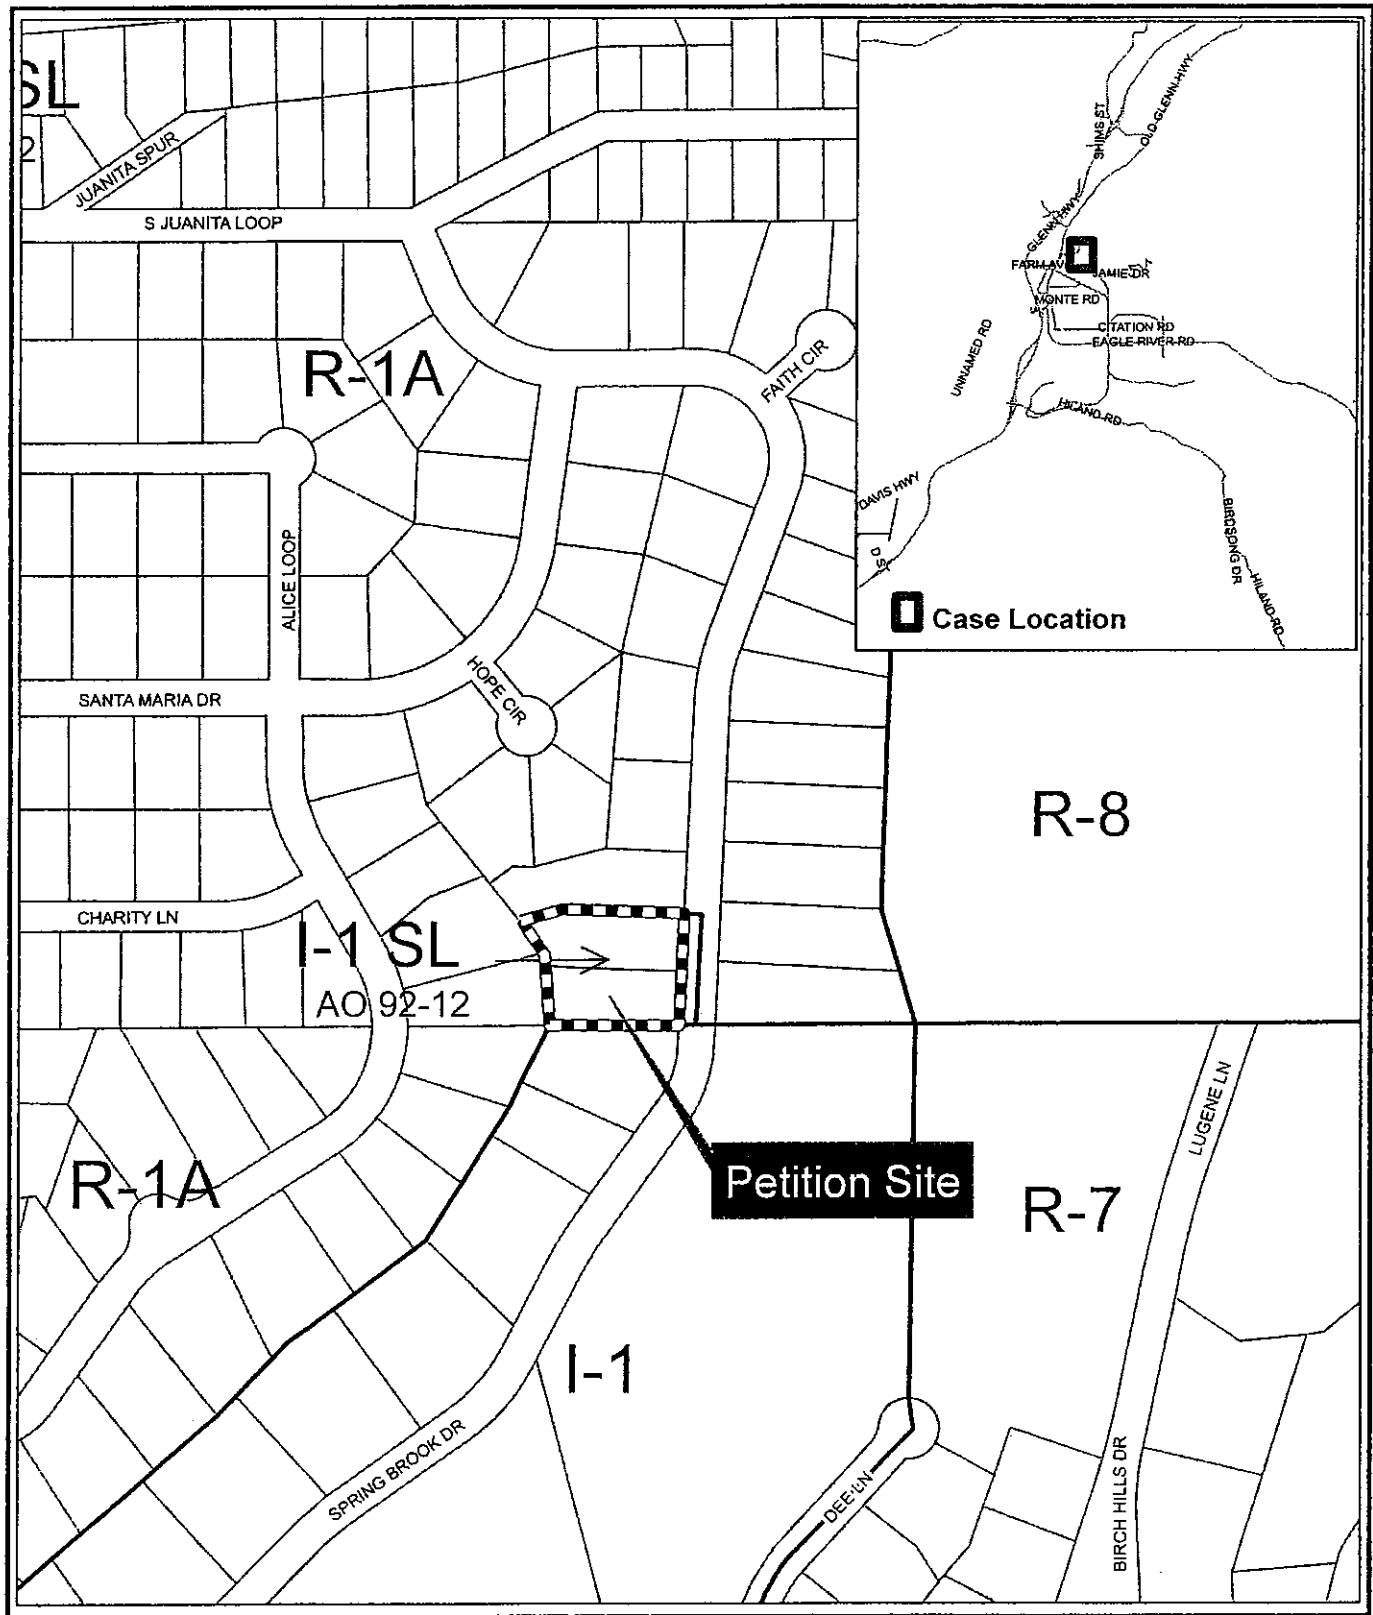 SL
2
JUANITA SPUR
S JUANITA LOOP
R-1A
FAITH CIR
ALICE LOOP
HOPE CIR
SANTA MARIA DR
CHARITY LN
I-1 SL
AO 92-12
R-8
R-1A
Petition Site
R-7
LUGENE LN
I-1
SPRING BROOK DR
DEE LN
BIRCH HILLS DR
SHIMS ST
OLD GLENN HWY
GLENN HWY
FARM AV
JAMIE DR
MONTE RD
CITATION RD
EAGLE RIVER RD
UNNAMED RD
HILAND RD
DAVIS HWY
D ST
BIRDSONG DR
HILAND RD
Case Location